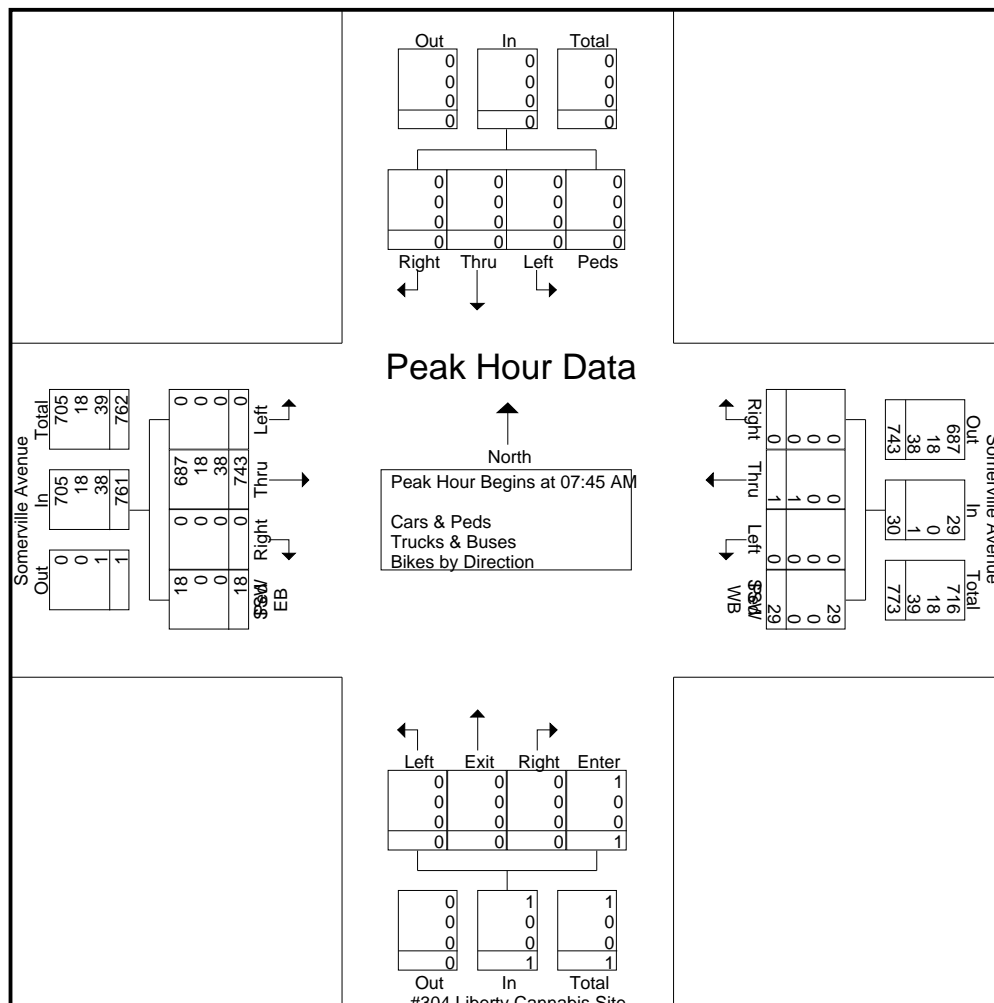 Out In Total
0 0 0
0 0 0
0 0 0
0 0 0
0 0 0 0
0 0 0 0
0 0 0 0
0 0 0 0
Right Thru Left Peds
Peak Hour Data
North
Peak Hour Begins at 07:45 AM
Cars & Peds
Trucks & Buses
Bikes by Direction
Somerville Avenue
Total
705
18
39
762
In
705
18
38
761
Out
0
0
1
1
Left
0
0
0
0
Thru
687
18
38
743
Right
0
0
0
0
EB
18
0
0
18
Right
0
0
0
0
Thru
0
0
1
1
Left
0
0
0
0
WB
29
0
0
29
Somerville Avenue
Out
687
18
38
743
In
29
0
1
30
Total
716
18
39
773
Left Exit Right Enter
0 0 0 1
0 0 0 0
0 0 0 0
0 0 0 1
0 1 1
0 0 0
0 0 0
0 1 1
Out In Total
#304 Liberty Cannabis Site